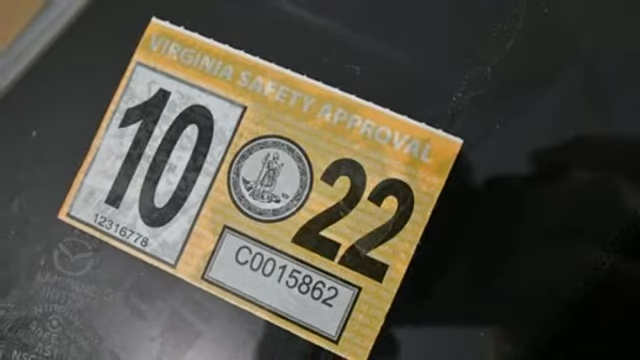 VIRGINIA SAFETY APPROVAL
10
22
12316778
C0015862